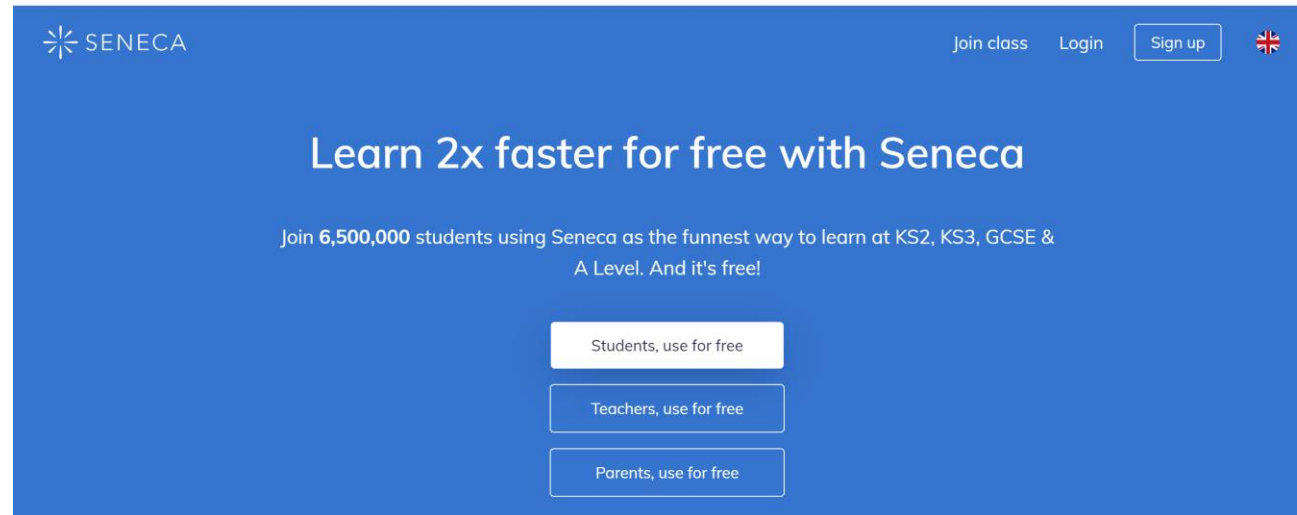 SENECA
Join class
Login
Sign up
Learn 2x faster for free with Seneca
Join 6,500,000 students using Seneca as the funnest way to learn at KS2, KS3, GCSE &
A Level. And it's free!
Students, use for free
Teachers, use for free
Parents, use for free